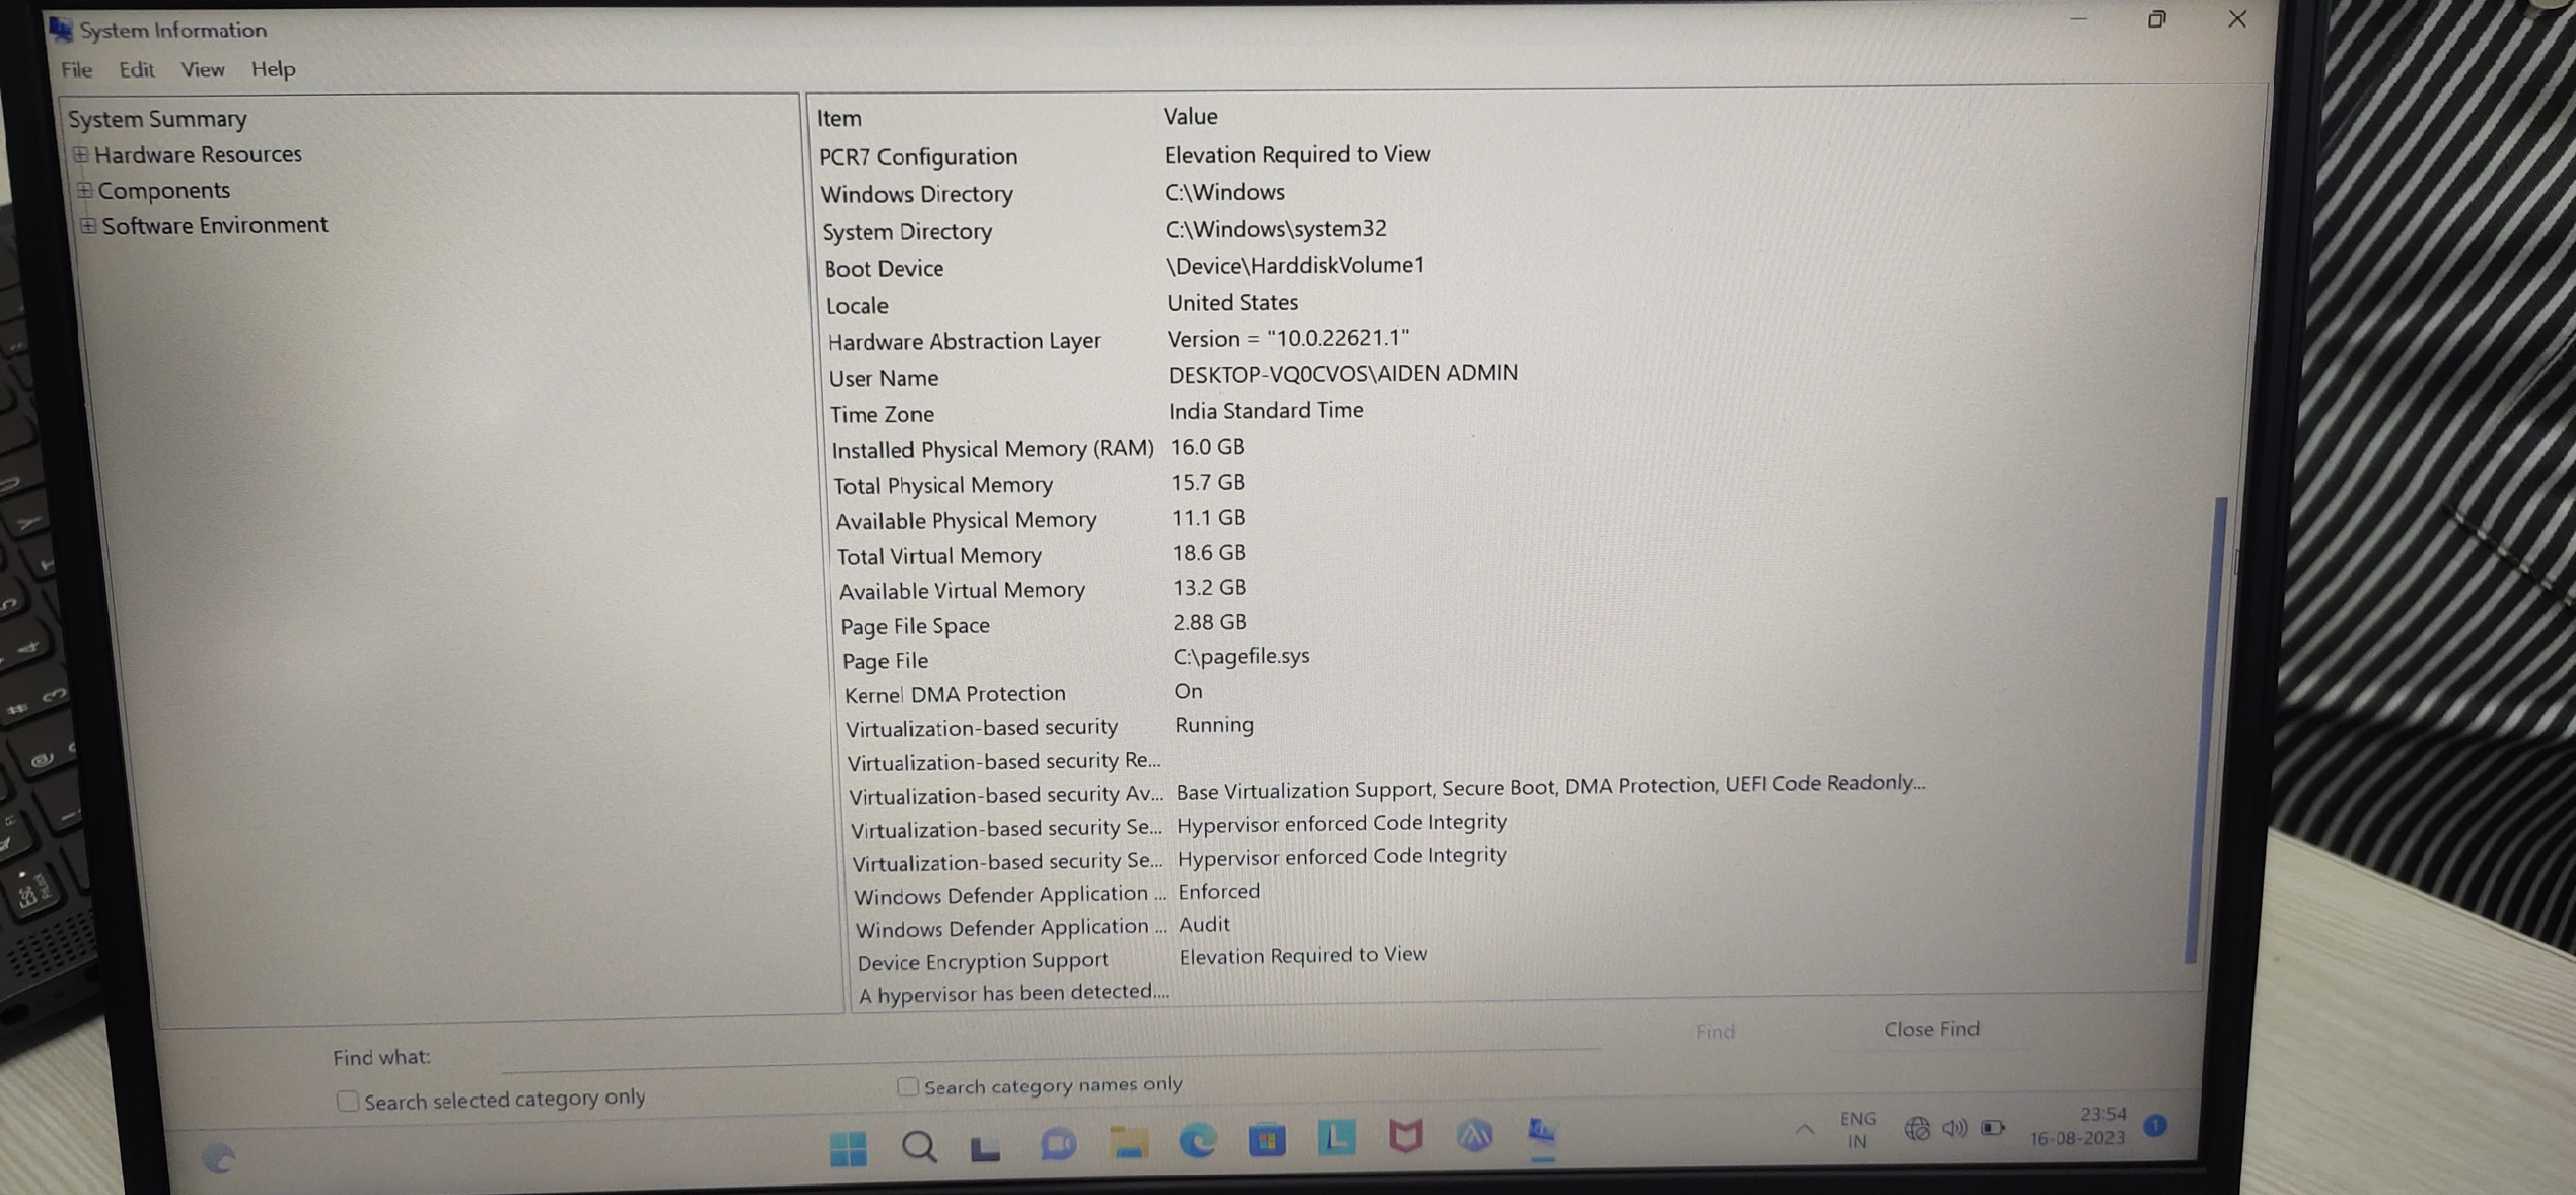 System Information
File Edit View Help
System Summary
Hardware Resources
Components
Software Environment
Item Value
PCR7 Configuration Elevation Required to View
Windows Directory C:\Windows
System Directory C:\Windows\system32
Boot Device \Device\HarddiskVolume1
Locale United States
Hardware Abstraction Layer Version = "10.0.22621.1"
User Name DESKTOP-VQ0CVOS\AIDEN ADMIN
Time Zone India Standard Time
Installed Physical Memory (RAM) 16.0 GB
Total Physical Memory 15.7 GB
Available Physical Memory 11.1 GB
Total Virtual Memory 18.6 GB
Available Virtual Memory 13.2 GB
Page File Space 2.88 GB
Page File C:\pagefile.sys
Kernel DMA Protection On
Virtualization-based security Running
Virtualization-based security Re...
Virtualization-based security Av... Base Virtualization Support, Secure Boot, DMA Protection, UEFI Code Readonly...
Virtualization-based security Se... Hypervisor enforced Code Integrity
Virtualization-based security Se... Hypervisor enforced Code Integrity
Windows Defender Application ... Enforced
Windows Defender Application ... Audit
Device Encryption Support Elevation Required to View
A hypervisor has been detected....
Find what: Find Close Find
Search selected category only Search category names only
ENG
IN
23:54
16-08-2023
1